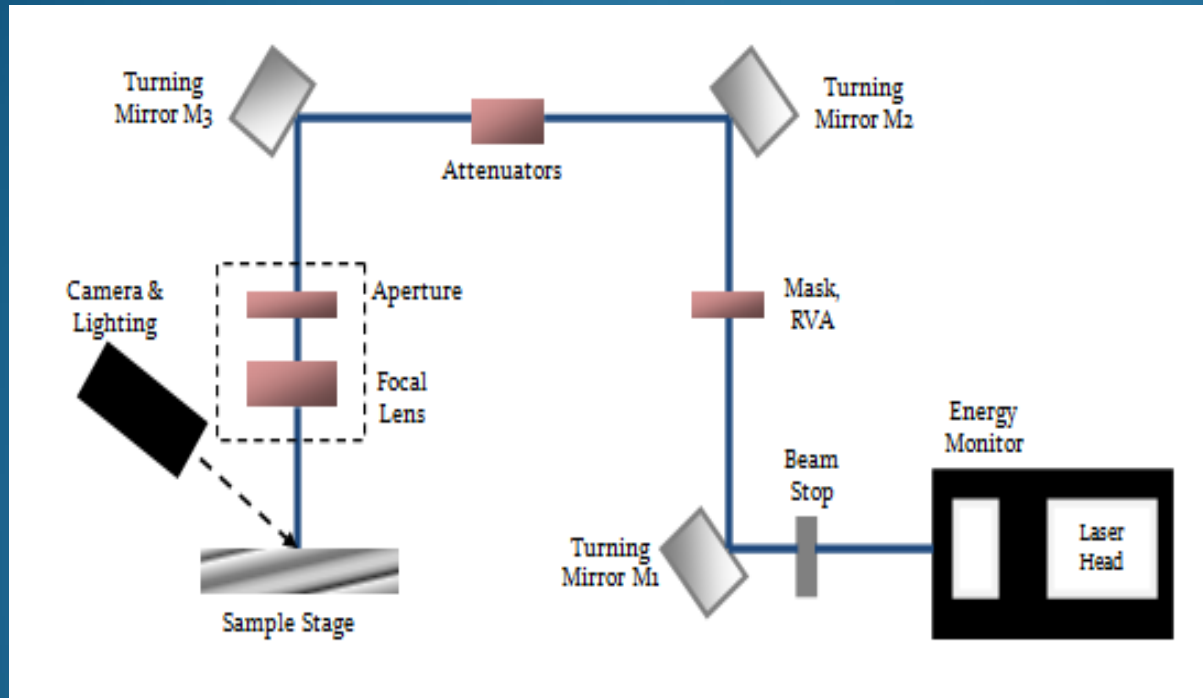 Turning
Mirror M3
Turning
Mirror M2
Attenuators
Camera &
Lighting
Aperture
Mask,
RVA
Focal
Lens
Energy
Monitor
Beam
Stop
Laser
Head
Turning
Mirror M1
Sample Stage